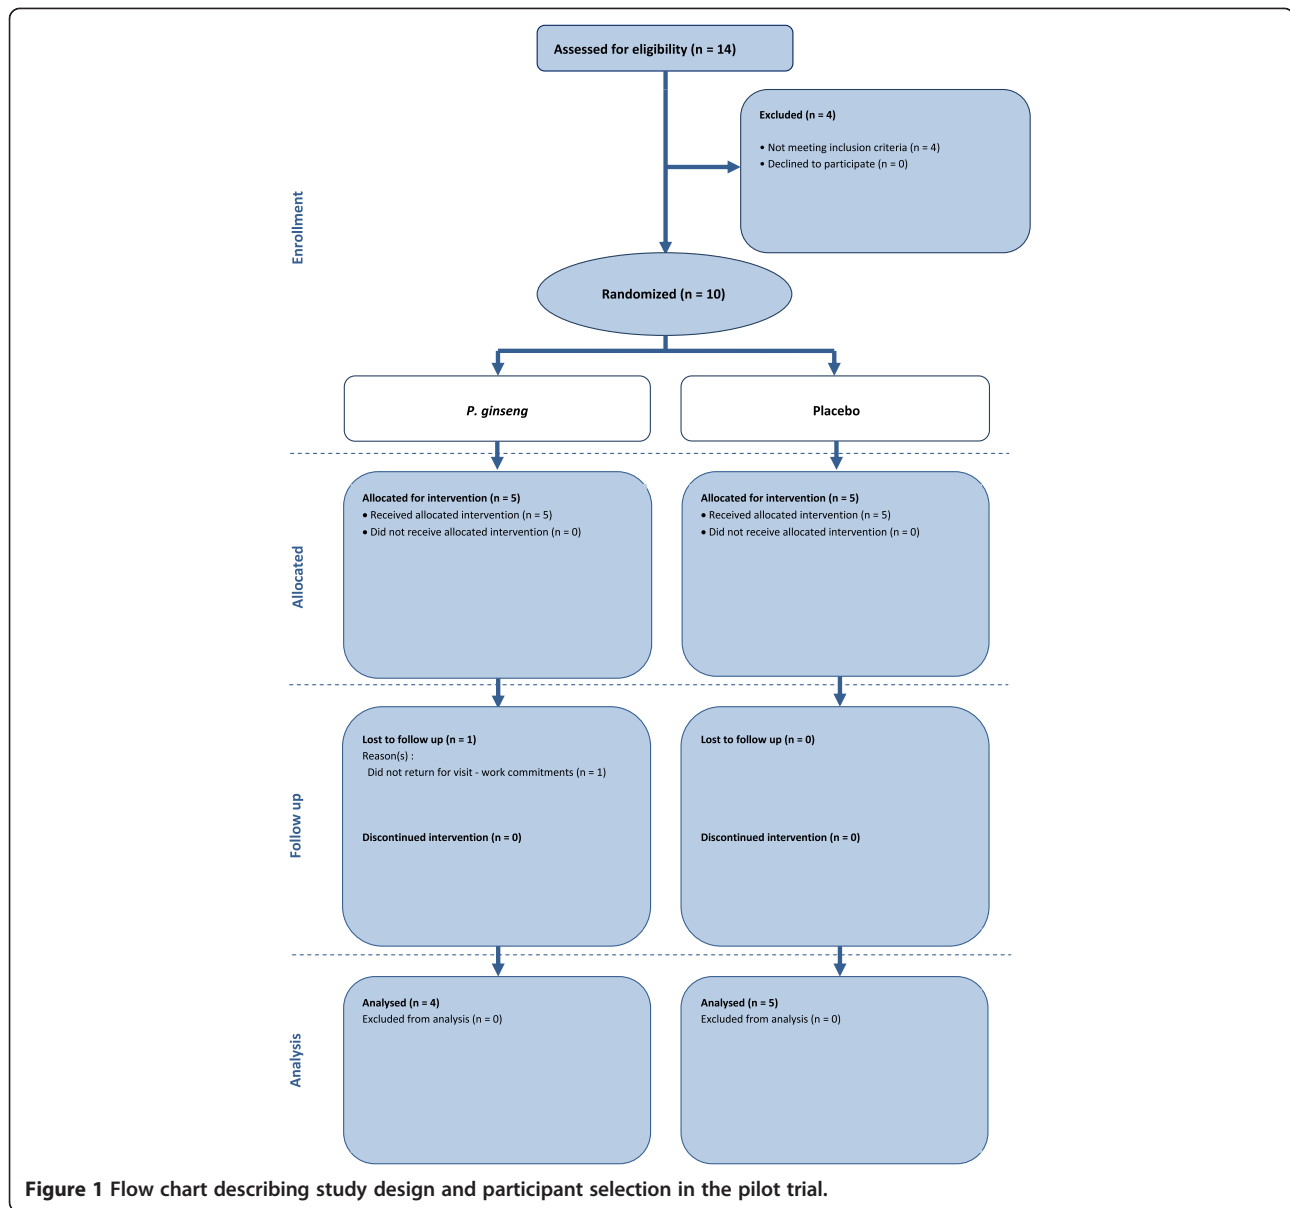 Assessed for eligibility (n = 14)
Excluded (n = 4)
• Not meeting inclusion criteria (n = 4)
• Declined to participate (n = 0)
Enrollment
Randomized (n = 10)
P. ginseng
Placebo
Allocated
Allocated for intervention (n = 5)
• Received allocated intervention (n = 5)
• Did not receive allocated intervention (n = 0)
Allocated for intervention (n = 5)
• Received allocated intervention (n = 5)
• Did not receive allocated intervention (n = 0)
Follow up
Lost to follow up (n = 1)
Reason(s) :
Did not return for visit - work commitments (n = 1)
Discontinued intervention (n = 0)
Lost to follow up (n = 0)
Discontinued intervention (n = 0)
Analysis
Analysed (n = 4)
Excluded from analysis (n = 0)
Analysed (n = 5)
Excluded from analysis (n = 0)
Figure 1 Flow chart describing study design and participant selection in the pilot trial.